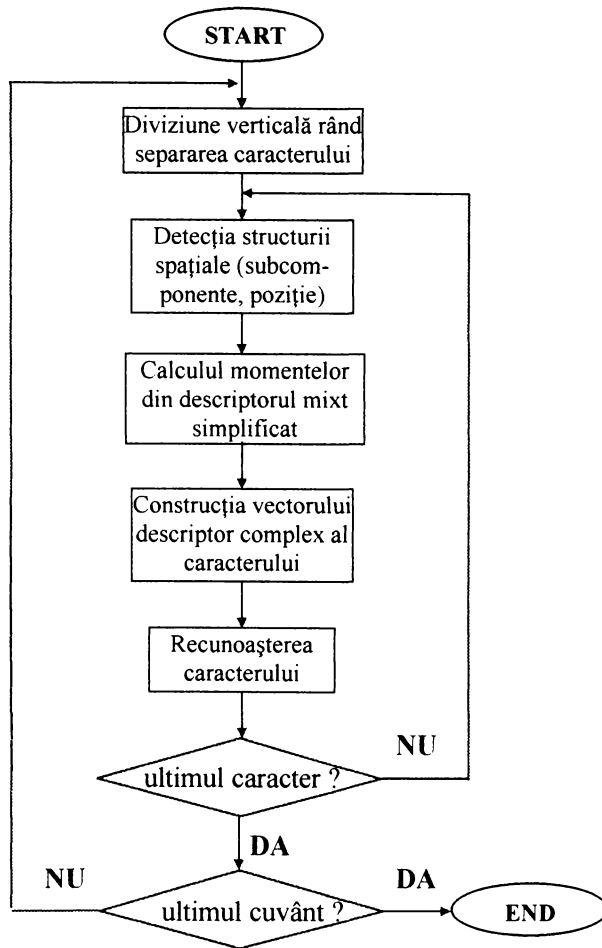 START
Diviziune verticală rând
separarea caracterului
Detecția structurii
spațiale (subcom-
ponente, poziție)
Calculul momentelor
din descriptorul mixt
simplificat
Construcția vectorului
descriptor complex al
caracterului
Recunoaşterea
caracterului
NU
ultimul caracter ?
DA
NU
DA
ultimul cuvânt ?
END